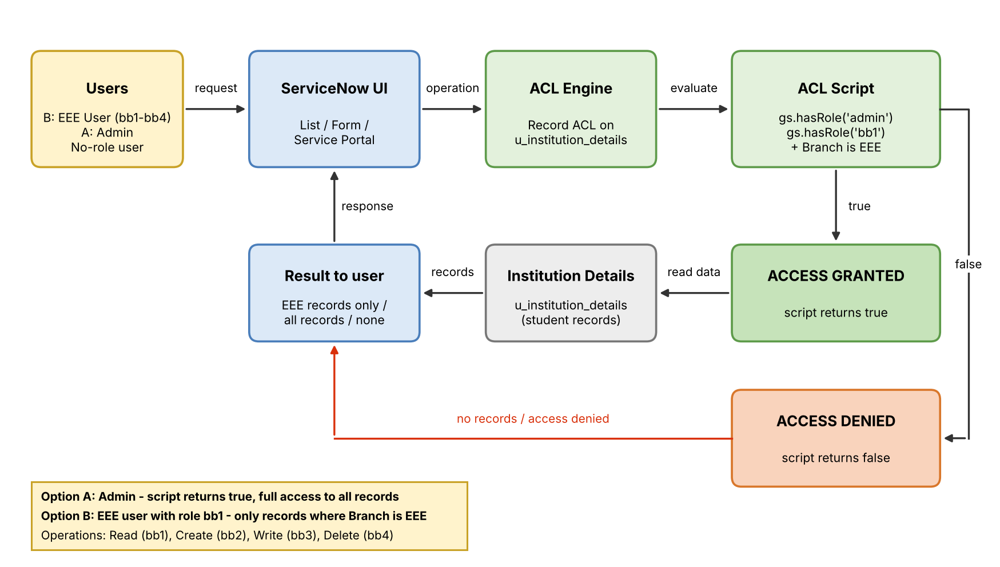 Users
B: EEE User (bb1-bb4)
A: Admin
No-role user
request
ServiceNow UI
List / Form /
Service Portal
operation
ACL Engine
Record ACL on
u_institution_details
evaluate
ACL Script
gs.hasRole('admin')
gs.hasRole('bb1')
+ Branch is EEE
response
true
false
Result to user
EEE records only /
all records / none
records
Institution Details
u_institution_details
(student records)
read data
ACCESS GRANTED
script returns true
no records / access denied
ACCESS DENIED
script returns false
Option A: Admin - script returns true, full access to all records
Option B: EEE user with role bb1 - only records where Branch is EEE
Operations: Read (bb1), Create (bb2), Write (bb3), Delete (bb4)